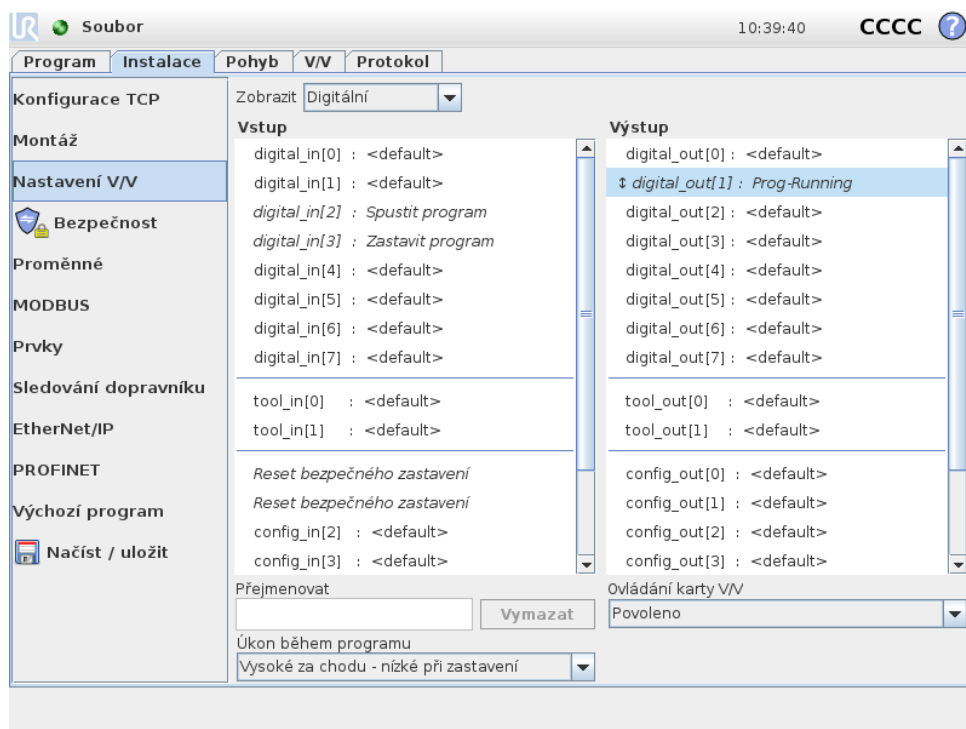 Soubor 10:39:40 CCCC ?
Program Instalace Pohyb V/V Protokol
Konfigurace TCP
Montáž
Nastavení V/V
Bezpečnost
Proměnné
MODBUS
Prvky
Sledování dopravníku
EtherNet/IP
PROFINET
Výchozí program
Načíst / uložit
Zobrazit Digitální
Vstup
digital_in[0] : <default>
digital_in[1] : <default>
digital_in[2] : Spustit program
digital_in[3] : Zastavit program
digital_in[4] : <default>
digital_in[5] : <default>
digital_in[6] : <default>
digital_in[7] : <default>
tool_in[0] : <default>
tool_in[1] : <default>
Reset bezpečného zastavení
Reset bezpečného zastavení
config_in[2] : <default>
config_in[3] : <default>
Přejmenovat
Vymazat
Úkon během programu
Vysoké za chodu - nízké při zastavení
Výstup
digital_out[0] : <default>
↕ digital_out[1] : Prog-Running
digital_out[2] : <default>
digital_out[3] : <default>
digital_out[4] : <default>
digital_out[5] : <default>
digital_out[6] : <default>
digital_out[7] : <default>
tool_out[0] : <default>
tool_out[1] : <default>
config_out[0] : <default>
config_out[1] : <default>
config_out[2] : <default>
config_out[3] : <default>
Ovládání karty V/V
Povoleno